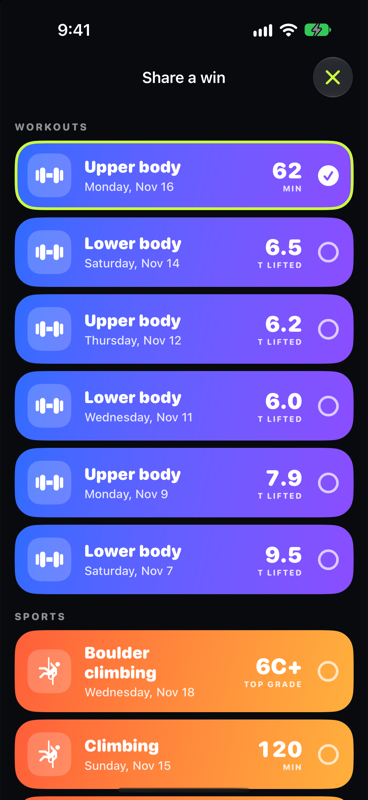 9:41
Share a win
WORKOUTS
Upper body
Monday, Nov 16
62
MIN
Lower body
Saturday, Nov 14
6.5
T LIFTED
Upper body
Thursday, Nov 12
6.2
T LIFTED
Lower body
Wednesday, Nov 11
6.0
T LIFTED
Upper body
Monday, Nov 9
7.9
T LIFTED
Lower body
Saturday, Nov 7
9.5
T LIFTED
SPORTS
Boulder
climbing
Wednesday, Nov 18
6C+
TOP GRADE
Climbing
Sunday, Nov 15
120
MIN